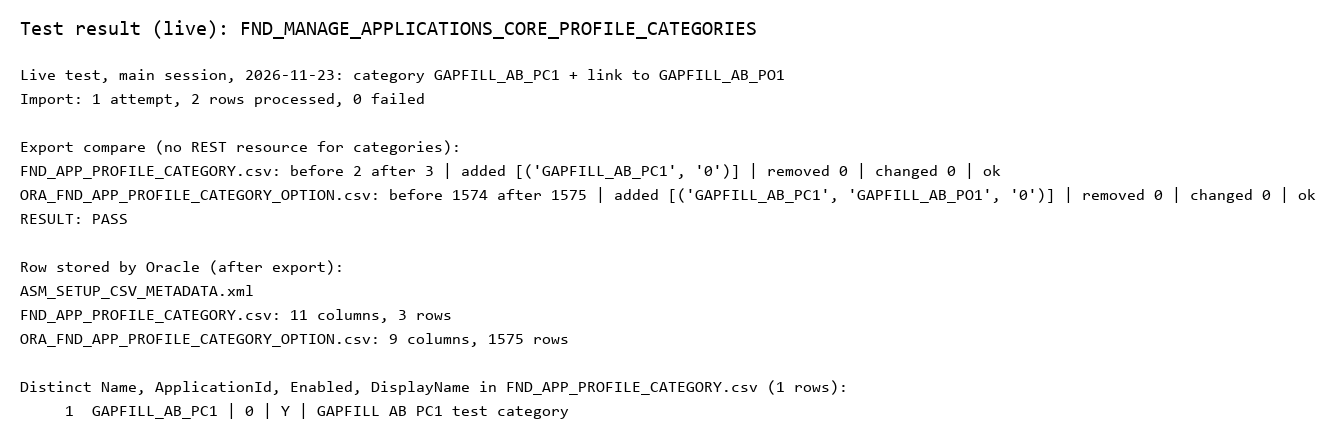 Test result (live): FND_MANAGE_APPLICATIONS_CORE_PROFILE_CATEGORIES
Live test, main session, 2026-11-23: category GAPFILL_AB_PC1 + link to GAPFILL_AB_PO1
Import: 1 attempt, 2 rows processed, 0 failed
Export compare (no REST resource for categories):
FND_APP_PROFILE_CATEGORY.csv: before 2 after 3 | added [('GAPFILL_AB_PC1', '0')] | removed 0 | changed 0 | ok
ORA_FND_APP_PROFILE_CATEGORY_OPTION.csv: before 1574 after 1575 | added [('GAPFILL_AB_PC1', 'GAPFILL_AB_PO1', '0')] | removed 0 | changed 0 | ok
RESULT: PASS
Row stored by Oracle (after export):
ASM_SETUP_CSV_METADATA.xml
FND_APP_PROFILE_CATEGORY.csv: 11 columns, 3 rows
ORA_FND_APP_PROFILE_CATEGORY_OPTION.csv: 9 columns, 1575 rows
Distinct Name, ApplicationId, Enabled, DisplayName in FND_APP_PROFILE_CATEGORY.csv (1 rows):
1  GAPFILL_AB_PC1 | 0 | Y | GAPFILL AB PC1 test category